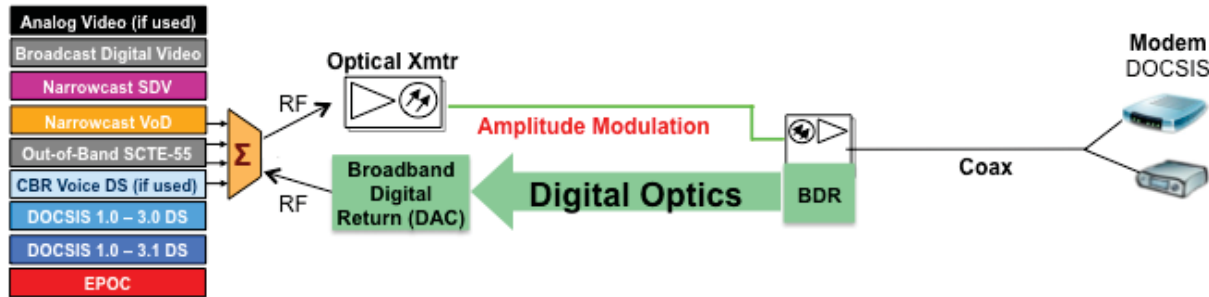 Analog Video (if used)
Broadcast Digital Video
Narrowcast SDV
Narrowcast VoD
Out-of-Band SCTE-55
CBR Voice DS (if used)
DOCSIS 1.0 – 3.0 DS
DOCSIS 1.0 – 3.1 DS
EPOC
Σ
RF
RF
Optical Xmtr
Broadband
Digital
Return (DAC)
Amplitude Modulation
Digital Optics
BDR
Coax
Modem
DOCSIS